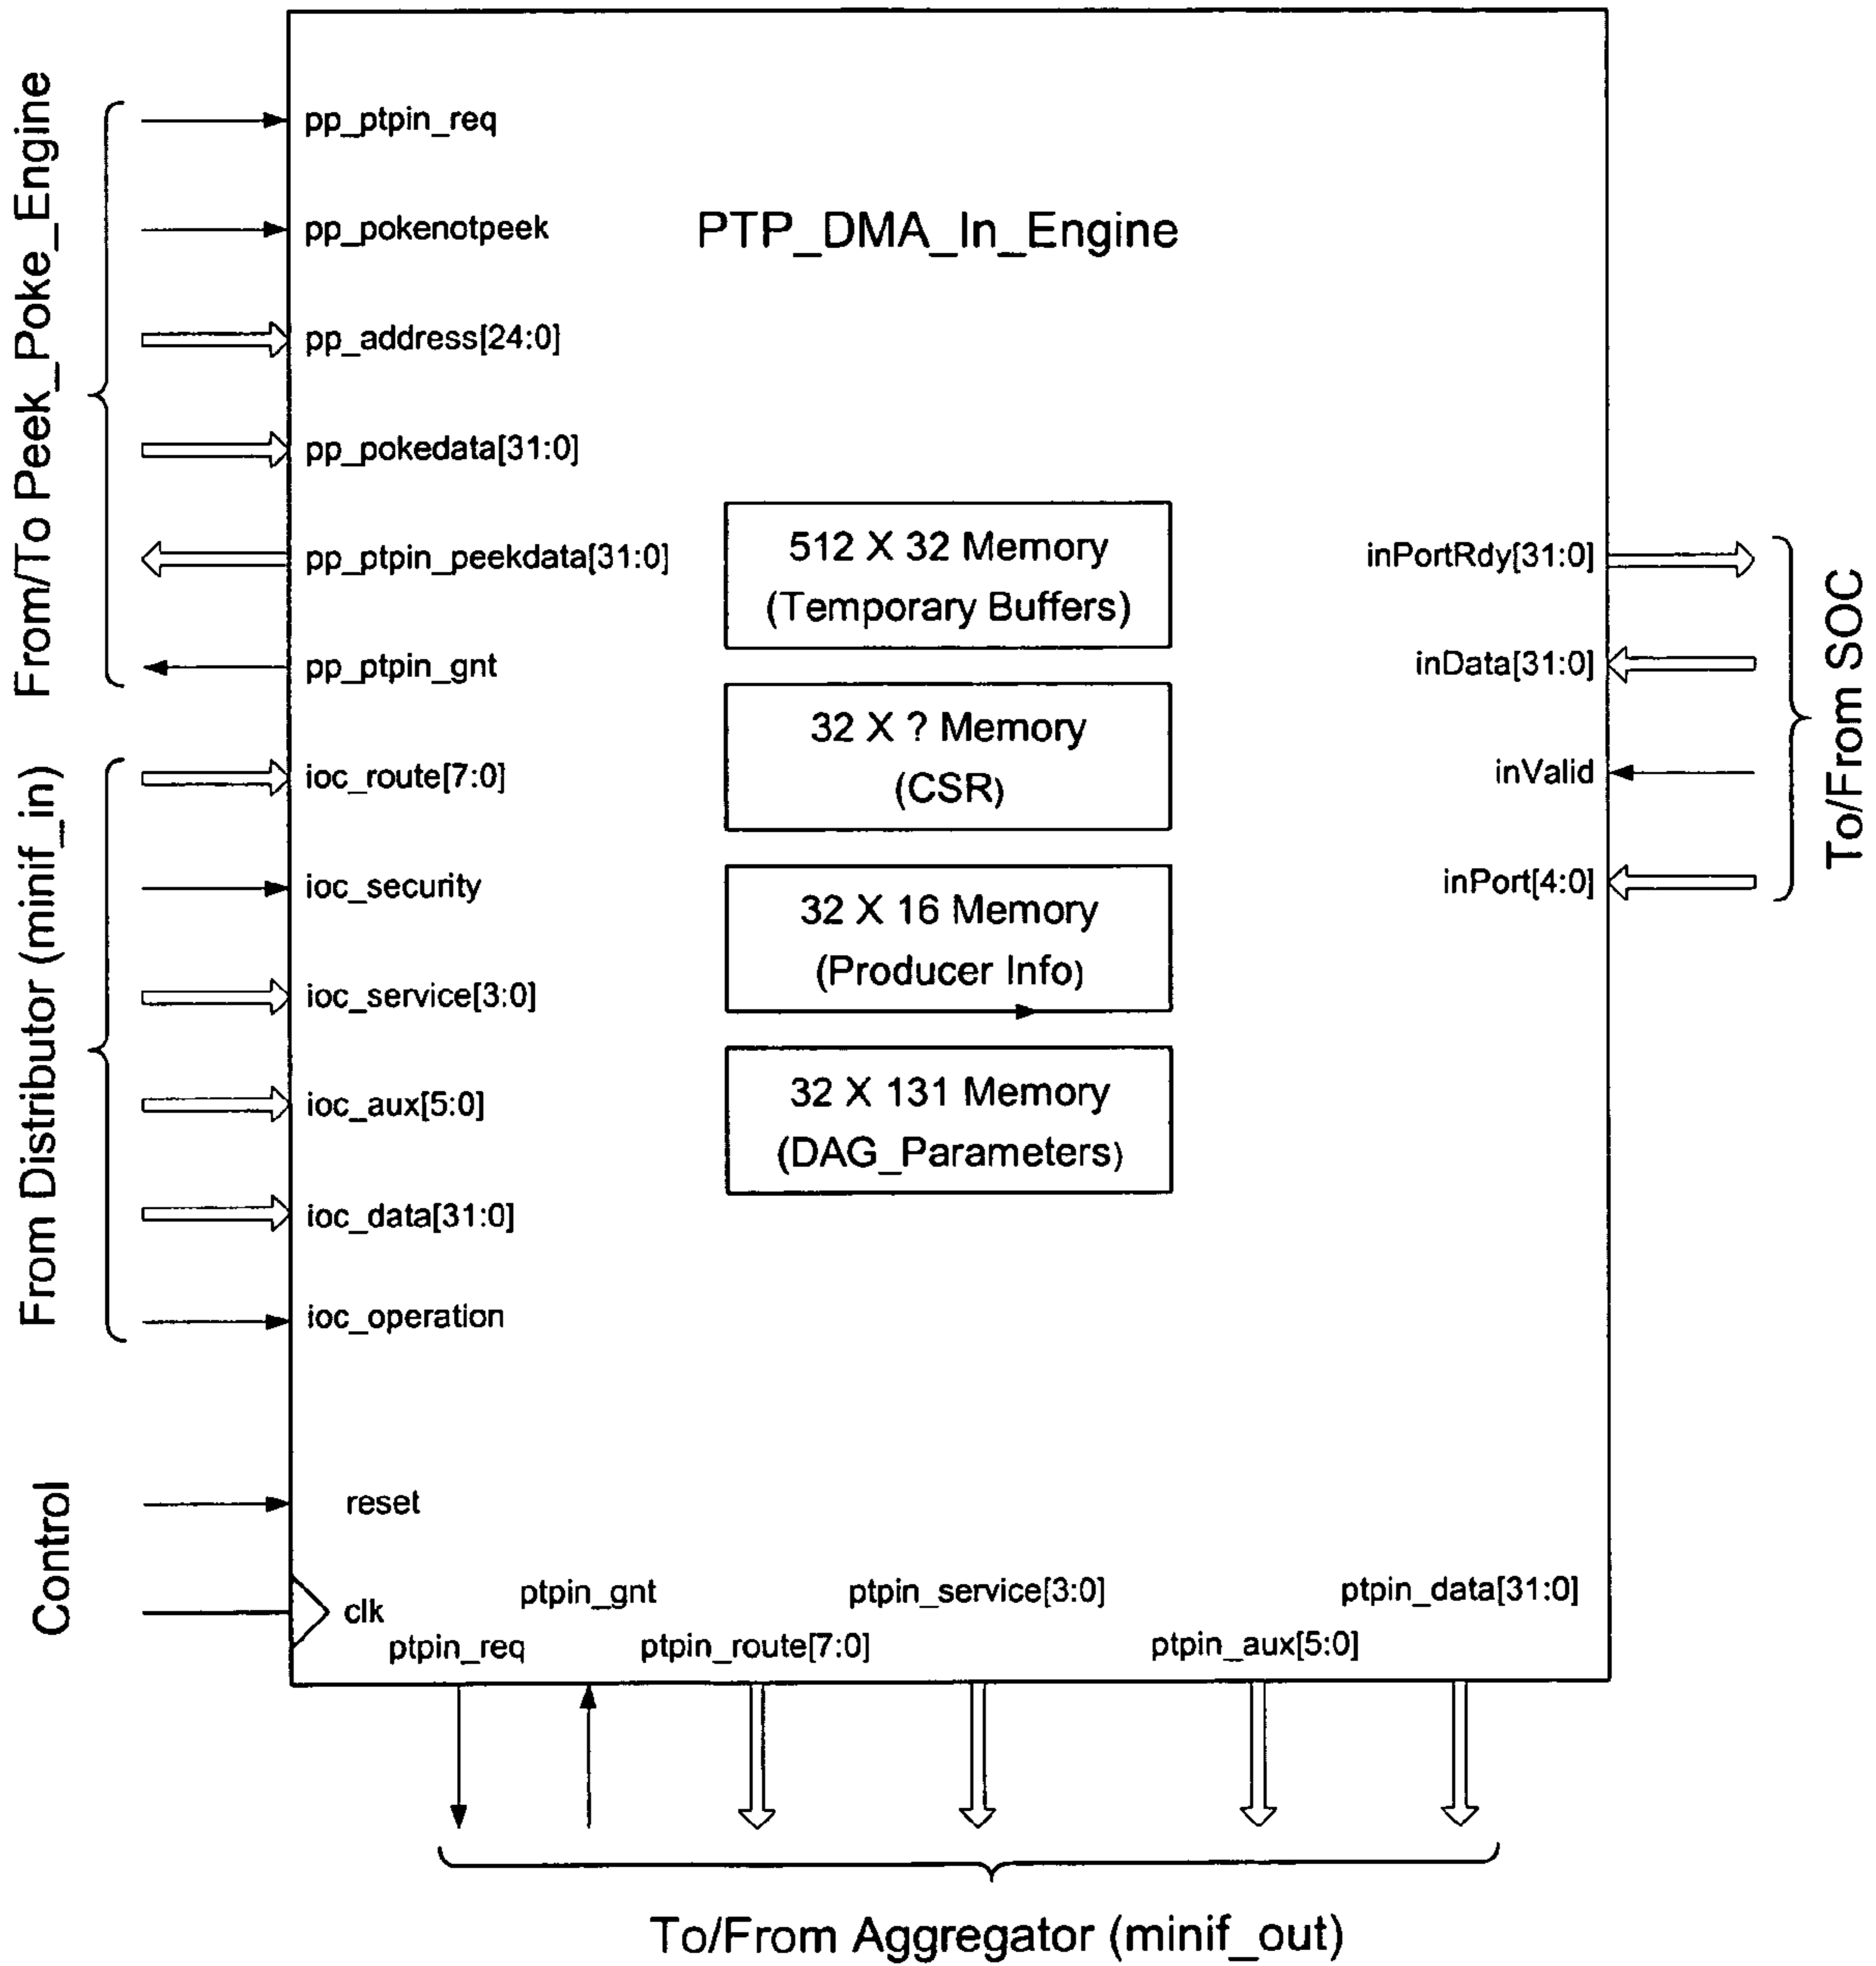 From/To Peek_Poke_Engine
pp_ptpin_req
pp_pokenotpeek
pp_address[24:0]
pp_pokedata[31:0]
pp_ptpin_peekdata[31:0]
pp_ptpin_gnt
From Distributor (minif_in)
ioc_route[7:0]
ioc_security
ioc_service[3:0]
ioc_aux[5:0]
ioc_data[31:0]
ioc_operation
Control
reset
clk
PTP_DMA_In_Engine
512 X 32 Memory
(Temporary Buffers)
32 X ? Memory
(CSR)
32 X 16 Memory
(Producer Info)
32 X 131 Memory
(DAG_Parameters)
inPortRdy[31:0]
inData[31:0]
inValid
inPort[4:0]
To/From SOC
ptpin_req
ptpin_gnt
ptpin_route[7:0]
ptpin_service[3:0]
ptpin_aux[5:0]
ptpin_data[31:0]
To/From Aggregator (minif_out)